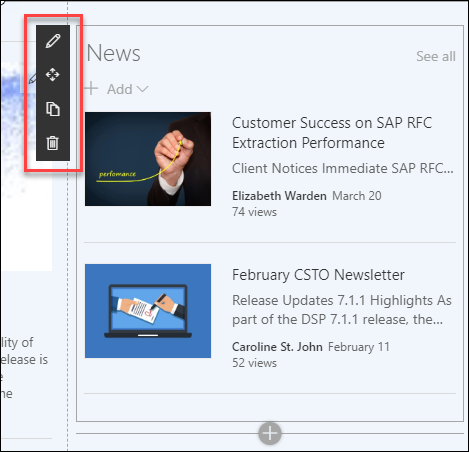 News
See all
Add
perfomance
Customer Success on SAP RFC
Extraction Performance
Client Notices Immediate SAP RFC...
Elizabeth Warden March 20
74 views
February CSTO Newsletter
Release Updates 7.1.1 Highlights As
part of the DSP 7.1.1 release, the...
Caroline St. John February 11
52 views
lity of
elease is
e
me